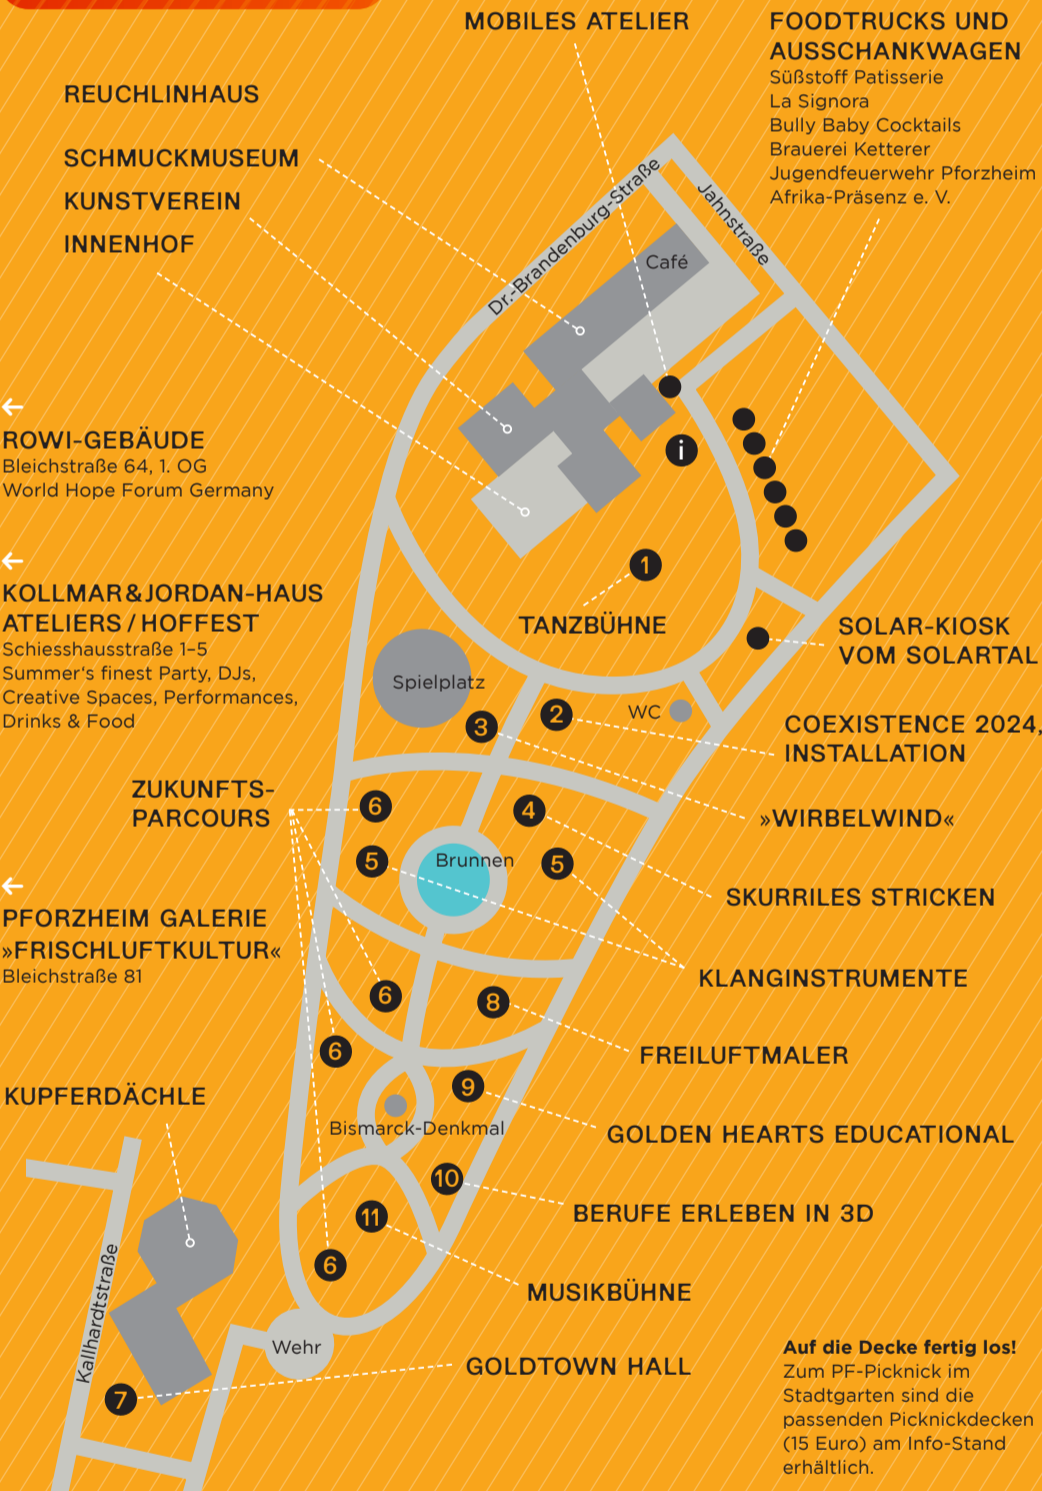 MOBILES ATELIER
FOODTRUCKS UND
AUSSCHANKWAGEN
Süßstoff Patisserie
La Signora
Bully Baby Cocktails
Brauerei Ketterer
Jugendfeuerwehr Pforzheim
Afrika-Präsenz e. V.
REUCHLINHAUS
SCHMUCKMUSEUM
KUNSTVEREIN
INNENHOF
Dr.-Brandenburg-Straße
Jahnstraße
Café
i
ROWI-GEBÄUDE
Bleichstraße 64, 1. OG
World Hope Forum Germany
1
TANZBÜHNE
KOLLMAR & JORDAN-HAUS
ATELIERS / HOFFEST
Schiesshausstraße 1–5
Summer‘s finest Party, DJs,
Creative Spaces, Performances,
Drinks & Food
SOLAR-KIOSK
VOM SOLARTAL
Spielplatz
WC
2
3
COEXISTENCE 2024,
INSTALLATION
ZUKUNFTS-
PARCOURS
6
4
»WIRBELWIND«
5
Brunnen
5
SKURRILES STRICKEN
PFORZHEIM GALERIE
»FRISCHLUFTKULTUR«
Bleichstraße 81
KLANGINSTRUMENTE
6
8
6
FREILUFTMALER
KUPFERDÄCHLE
9
Bismarck-Denkmal
GOLDEN HEARTS EDUCATIONAL
10
BERUFE ERLEBEN IN 3D
11
6
MUSIKBÜHNE
Kallhardtstraße
Wehr
GOLDTOWN HALL
7
Auf die Decke fertig los!
Zum PF-Picknick im
Stadtgarten sind die
passenden Picknickdecken
(15 Euro) am Info-Stand
erhältlich.